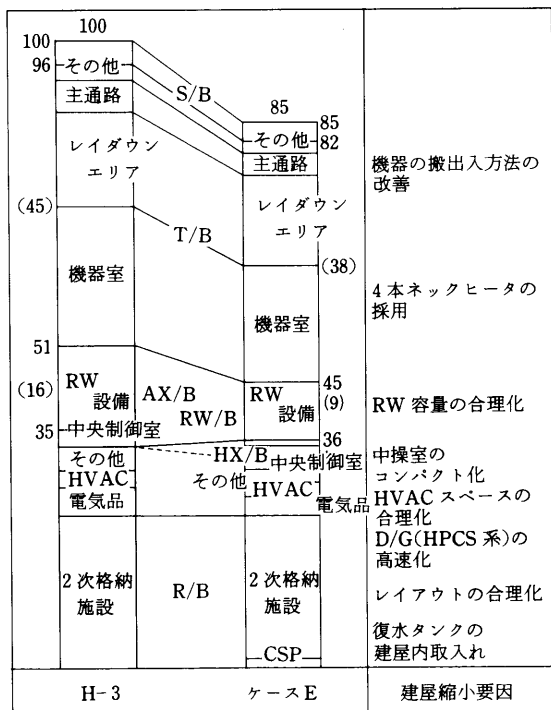 100
100
96
その他
主通路
レイダウン
エリア
(45)
機器室
51
(16)
RW
設備
35
中央制御室
その他
HVAC
電気品
2次格納
施設
H-3
S/B
T/B
AX/B
RW/B
HX/B
R/B
85
85
その他
82
主通路
レイダウン
エリア
(38)
機器室
45
RW
(9)
設備
36
中央制御室
その他
HVAC
電気品
2次格納
施設
CSP
ケースE
機器の搬出入方法の
改善
4本ネックヒータの
採用
RW 容量の合理化
中操室の
コンパクト化
HVAC スペースの
合理化
D/G(HPCS 系)の
高速化
レイアウトの合理化
復水タンクの
建屋内取入れ
建屋縮小要因